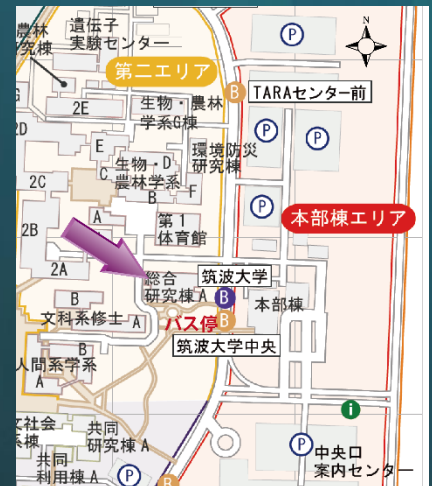 農林
研究棟
遺伝子
実験センター
P
N
第二エリア
B
TARAセンター前
2E
生物・農林
学系G棟
P
P
2D
E
環境防災
研究棟
生物・D
農林学系
C
B
F
2C
P
A
第1
体育館
本部棟エリア
2B
2A
総合
研究棟A
筑波大学
B
本部棟
B
文科系修士
A
バス停
B
筑波大学中央
B
人間系学系
A
i
文社会
系棟
共同
研究棟A
P
中央口
案内センター
共同
利用棟A
P
B